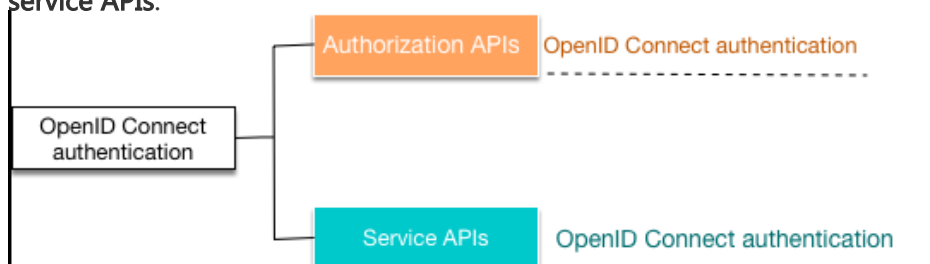 service APIs.
Authorization APIs OpenID Connect authentication
OpenID Connect
authentication
Service APIs OpenID Connect authentication